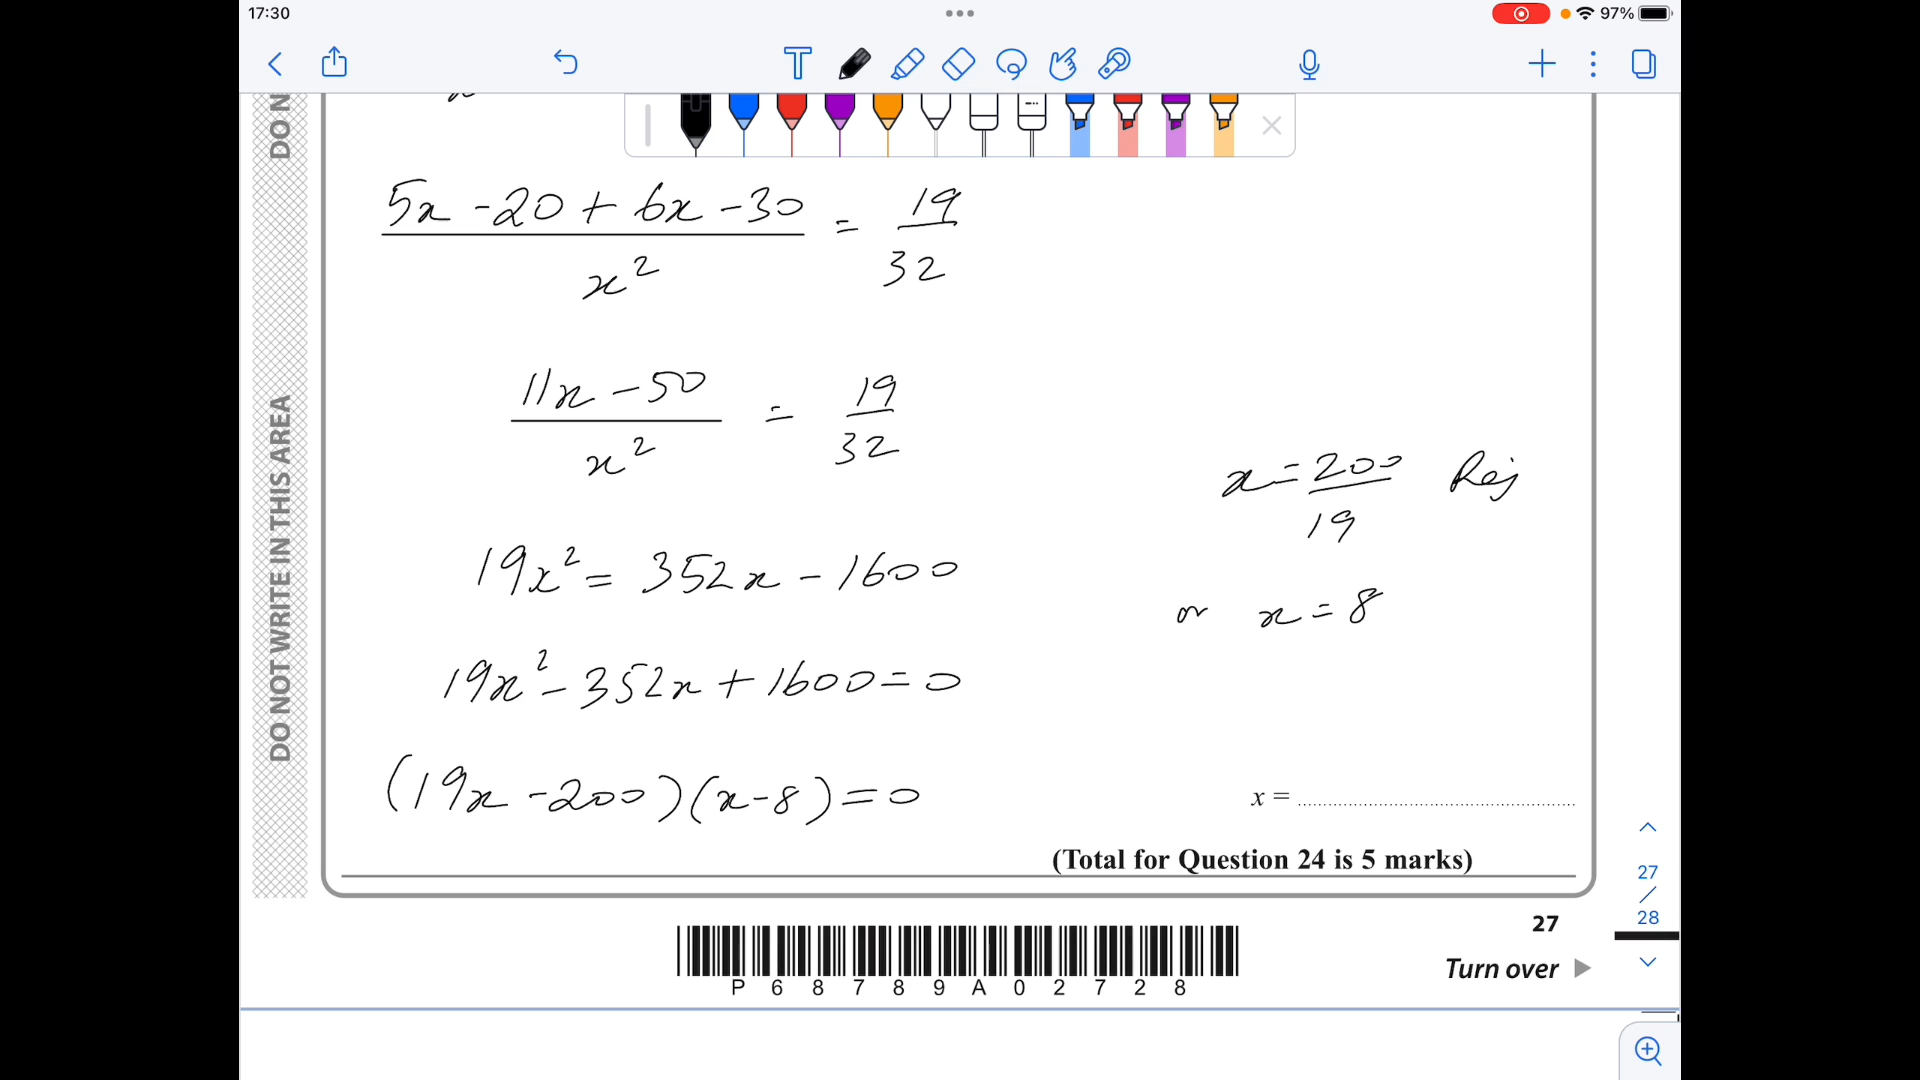 17:30
97%
DO N
DO NOT WRITE IN THIS AREA
5x - 20 + 6x - 30 = 19
x² 32
11x - 50 = 19
x² 32
19x² = 352x - 1600
19x² - 352x + 1600 = 0
(19x - 200)(x - 8) = 0
x = 200 Rej
19
or x = 8
x =
(Total for Question 24 is 5 marks)
27
Turn over
P 6 8 7 8 9 A 0 2 7 2 8
27
/
28